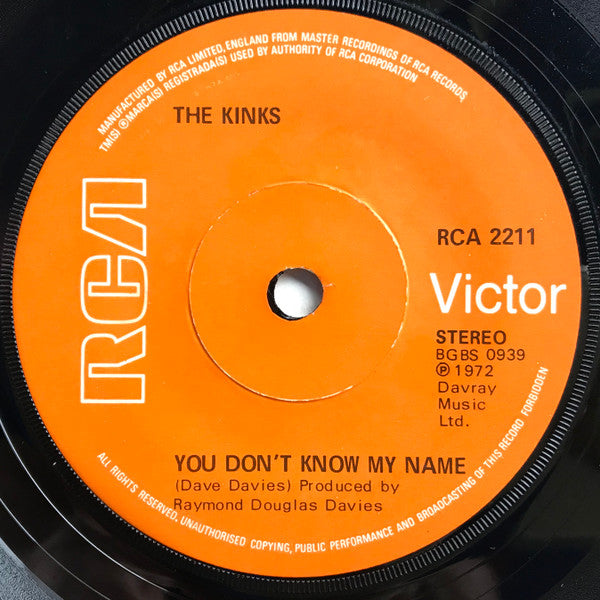 MANUFACTURED BY RCA LIMITED, ENGLAND FROM MASTER RECORDINGS OF RCA RECORDS
TM(S) ® MARCA(S) REGISTRADA(S) USED BY AUTHORITY OF RCA CORPORATION
THE KINKS
RCA
RCA 2211
Victor
STEREO
BGBS 0939
℗ 1972
Davray
Music
Ltd.
YOU DON'T KNOW MY NAME
(Dave Davies) Produced by
Raymond Douglas Davies
ALL RIGHTS RESERVED, UNAUTHORISED COPYING, PUBLIC PERFORMANCE AND BROADCASTING OF THIS RECORD FORBIDDEN